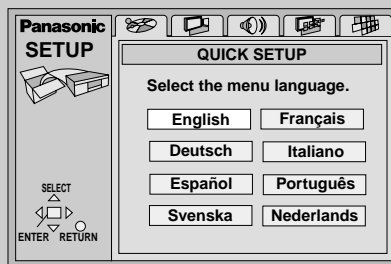 Panasonic
SETUP
QUICK SETUP
Select the menu language.
English Français
Deutsch Italiano
Español Português
Svenska Nederlands
SELECT
ENTER RETURN